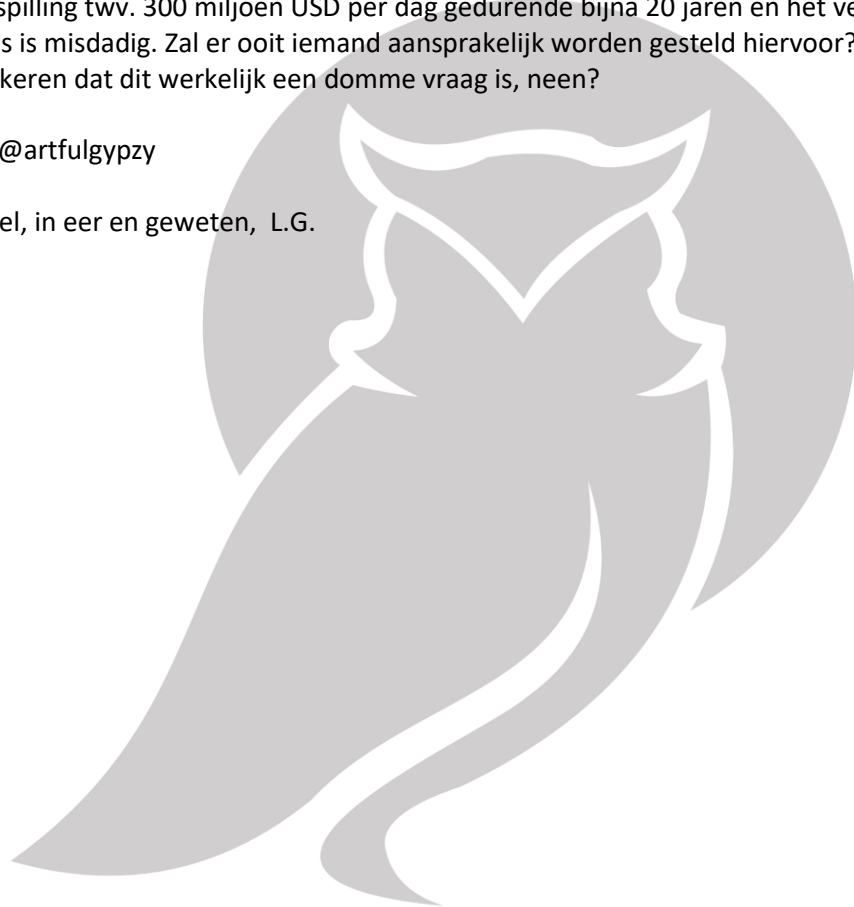 spilling twv. 300 miljoen USD per dag gedurende bijna 20 jaren en het ve
s is misdadig. Zal er ooit iemand aansprakelijk worden gesteld hiervoor?
keren dat dit werkelijk een domme vraag is, neen?
@artfulgypzy
el, in eer en geweten, L.G.